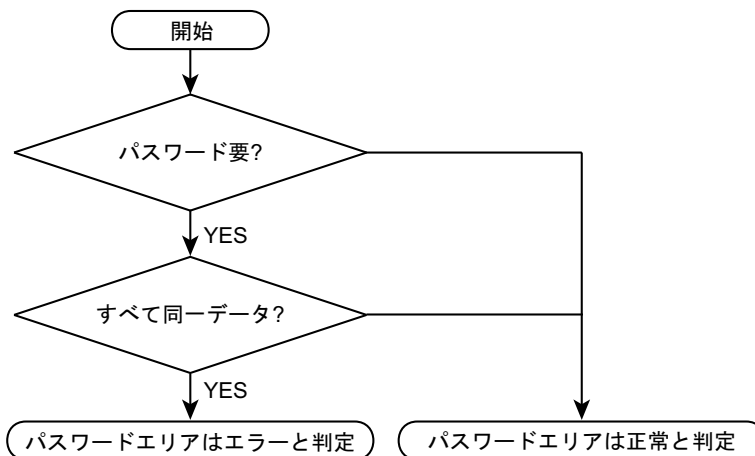 開始
パスワード要?
YES
すべて同一データ?
YES
パスワードエリアはエラーと判定
パスワードエリアは正常と判定